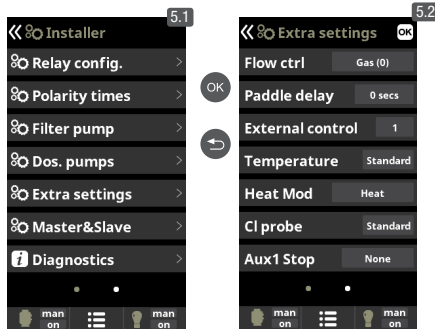 5.1
Installer
Relay config.
Polarity times
Filter pump
Dos. pumps
Extra settings
Master&Slave
Diagnostics
man
on
man
on
OK
5.2
Extra settings
OK
Flow ctrl
Gas (0)
Paddle delay
0 secs
External control
1
Temperature
Standard
Heat Mod
Heat
Cl probe
Standard
Aux1 Stop
None
man
on
man
on